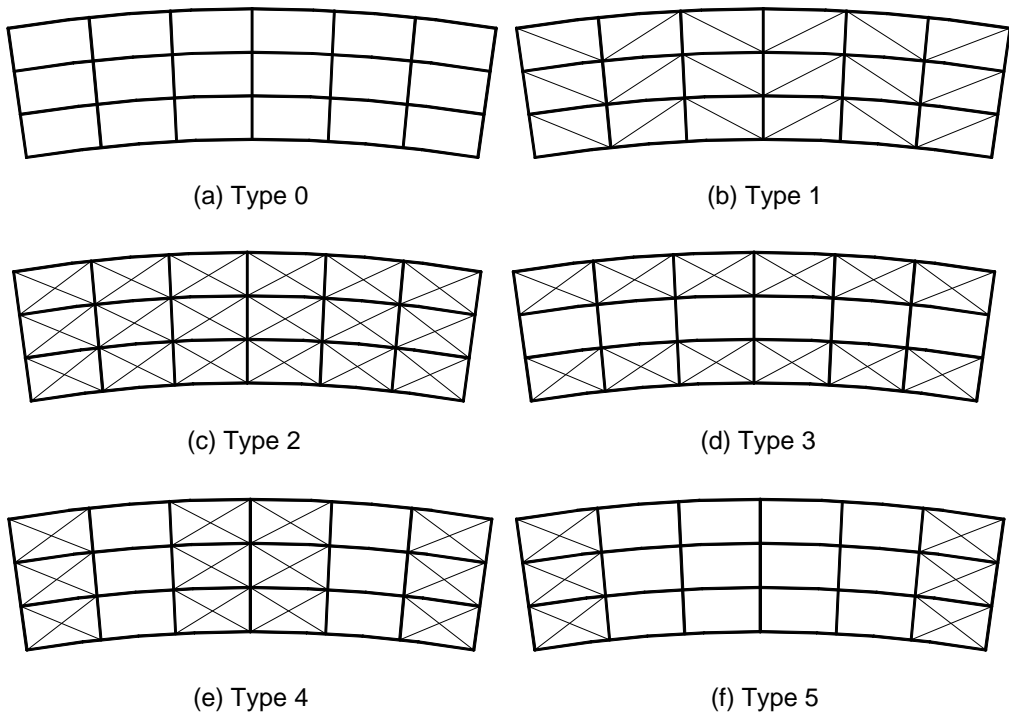 (a) Type 0
(b) Type 1
(c) Type 2
(d) Type 3
(e) Type 4
(f) Type 5